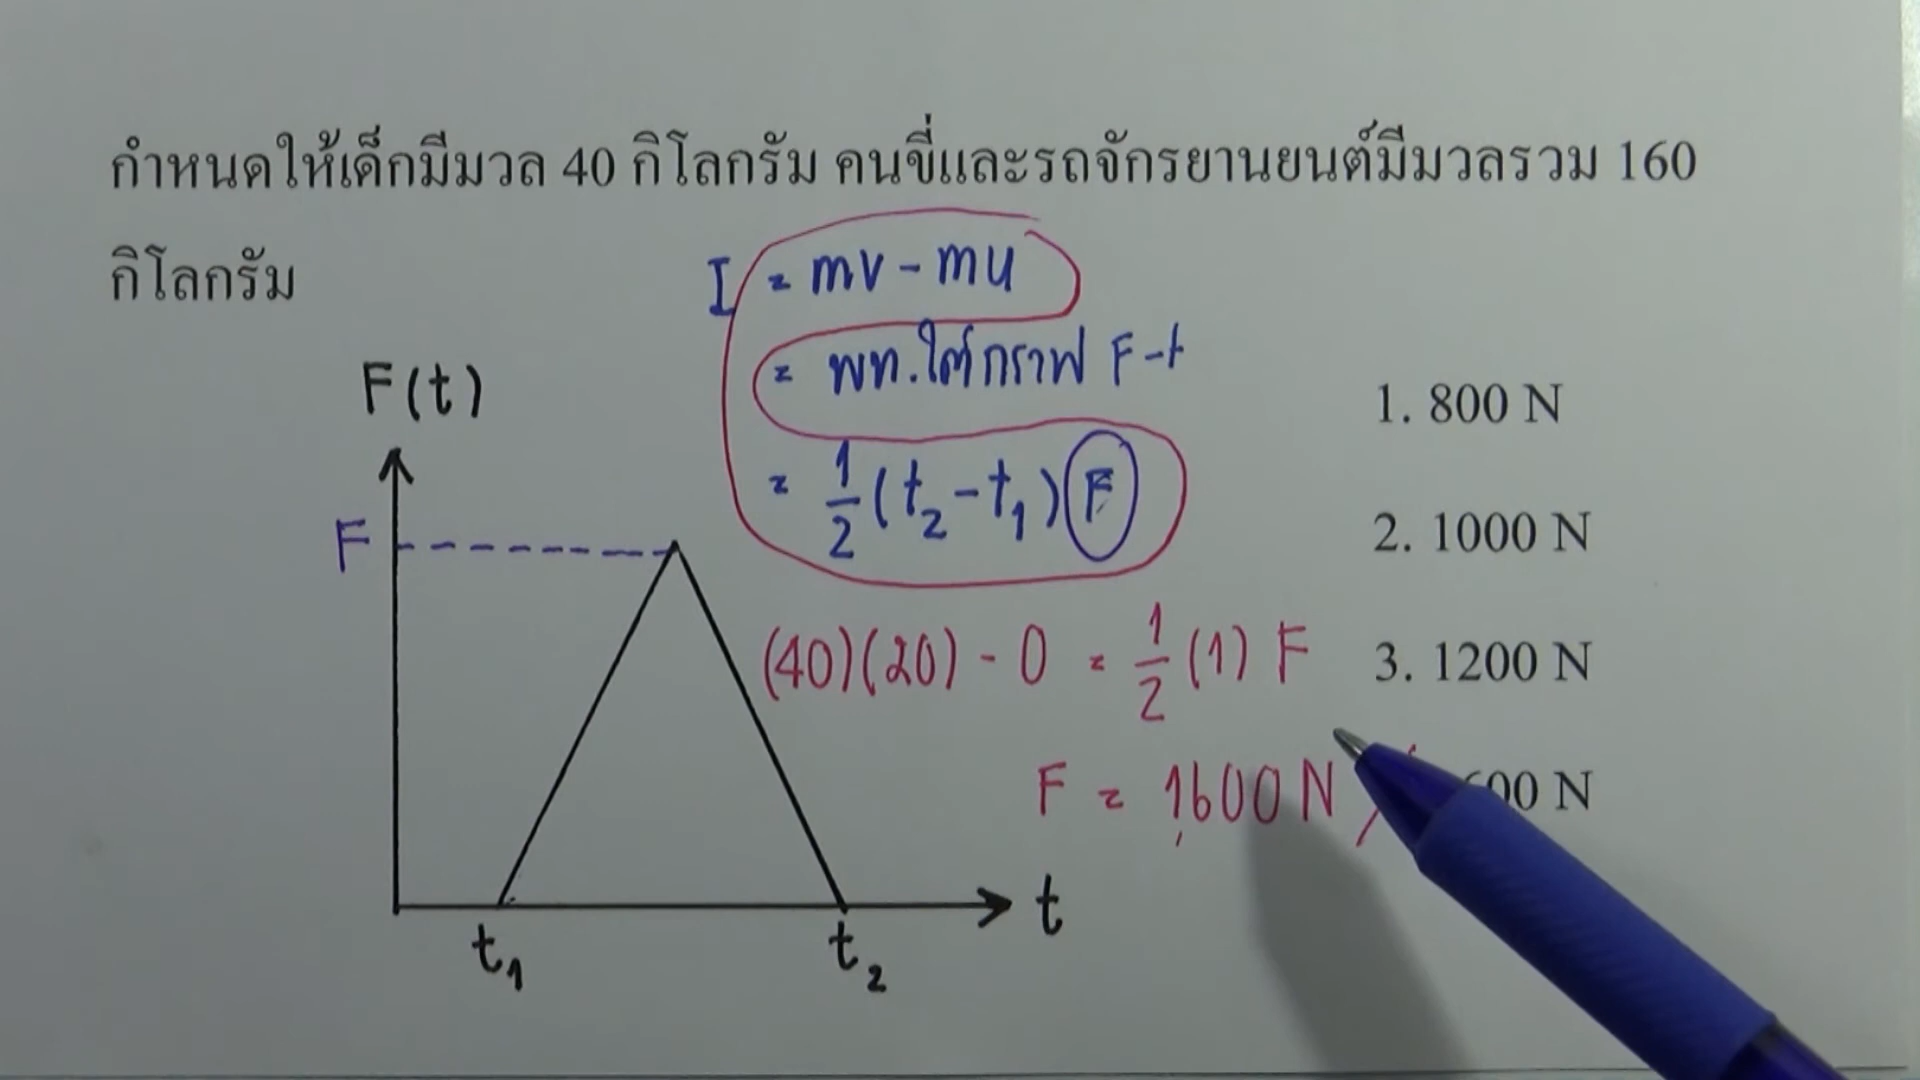 กำหนดให้เด็กมีมวล 40 กิโลกรัม คนขี่และรถจักรยานยนต์มีมวลรวม 160
กิโลกรัม
I = mv - mu
= พท.ใต้กราฟ F-t
= 1/2 (t₂ - t₁) F
F(t)
F
t₁
t₂
t
(40)(20) - 0 = 1/2 (1) F
F = 1600 N
1. 800 N
2. 1000 N
3. 1200 N
600 N